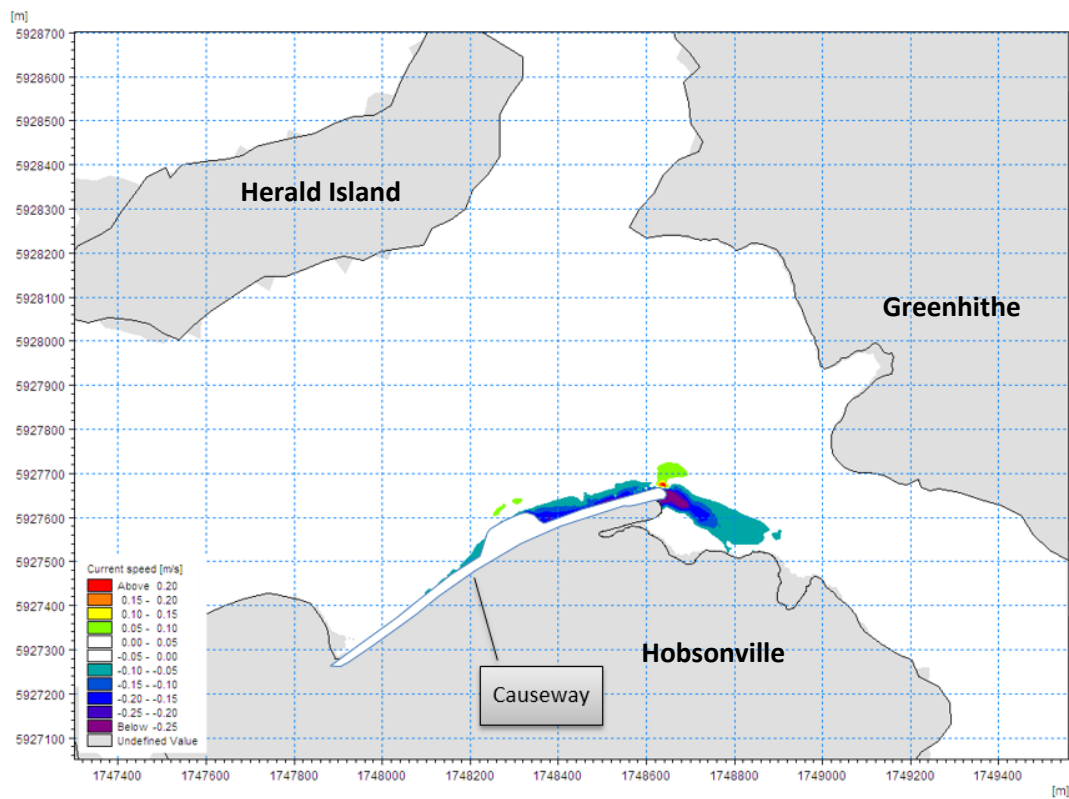 [m]
5928700
5928600
5928500
5928400
5928300
5928200
5928100
5928000
5927900
5927800
5927700
5927600
5927500
5927400
5927300
5927200
5927100
Herald Island
Greenhithe
Hobsonville
Causeway
Current speed [m/s]
Above 0.20
0.15 - 0.20
0.10 - 0.15
0.05 - 0.10
0.00 - 0.05
-0.05 - 0.00
-0.10 - -0.05
-0.15 - -0.10
-0.20 - -0.15
-0.25 - -0.20
Below -0.25
Undefined Value
1747400 1747600 1747800 1748000 1748200 1748400 1748600 1748800 1749000 1749200 1749400
[m]